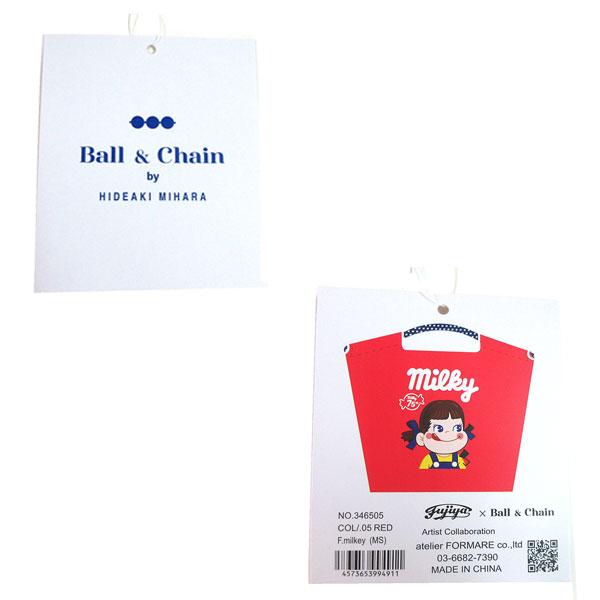 Ball & Chain
by
HIDEAKI MIHARA
milky
75th
NO.346505
COL/.05 RED
F.milkey (MS)
4573653994911
Fujiya × Ball & Chain
Artist Collaboration
atelier FORMARE co.,ltd
03-6682-7390
MADE IN CHINA